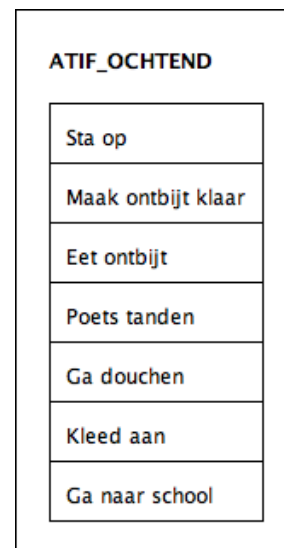 ATIF_OCHTEND
Sta op
Maak ontbijt klaar
Eet ontbijt
Poets tanden
Ga douchen
Kleed aan
Ga naar school